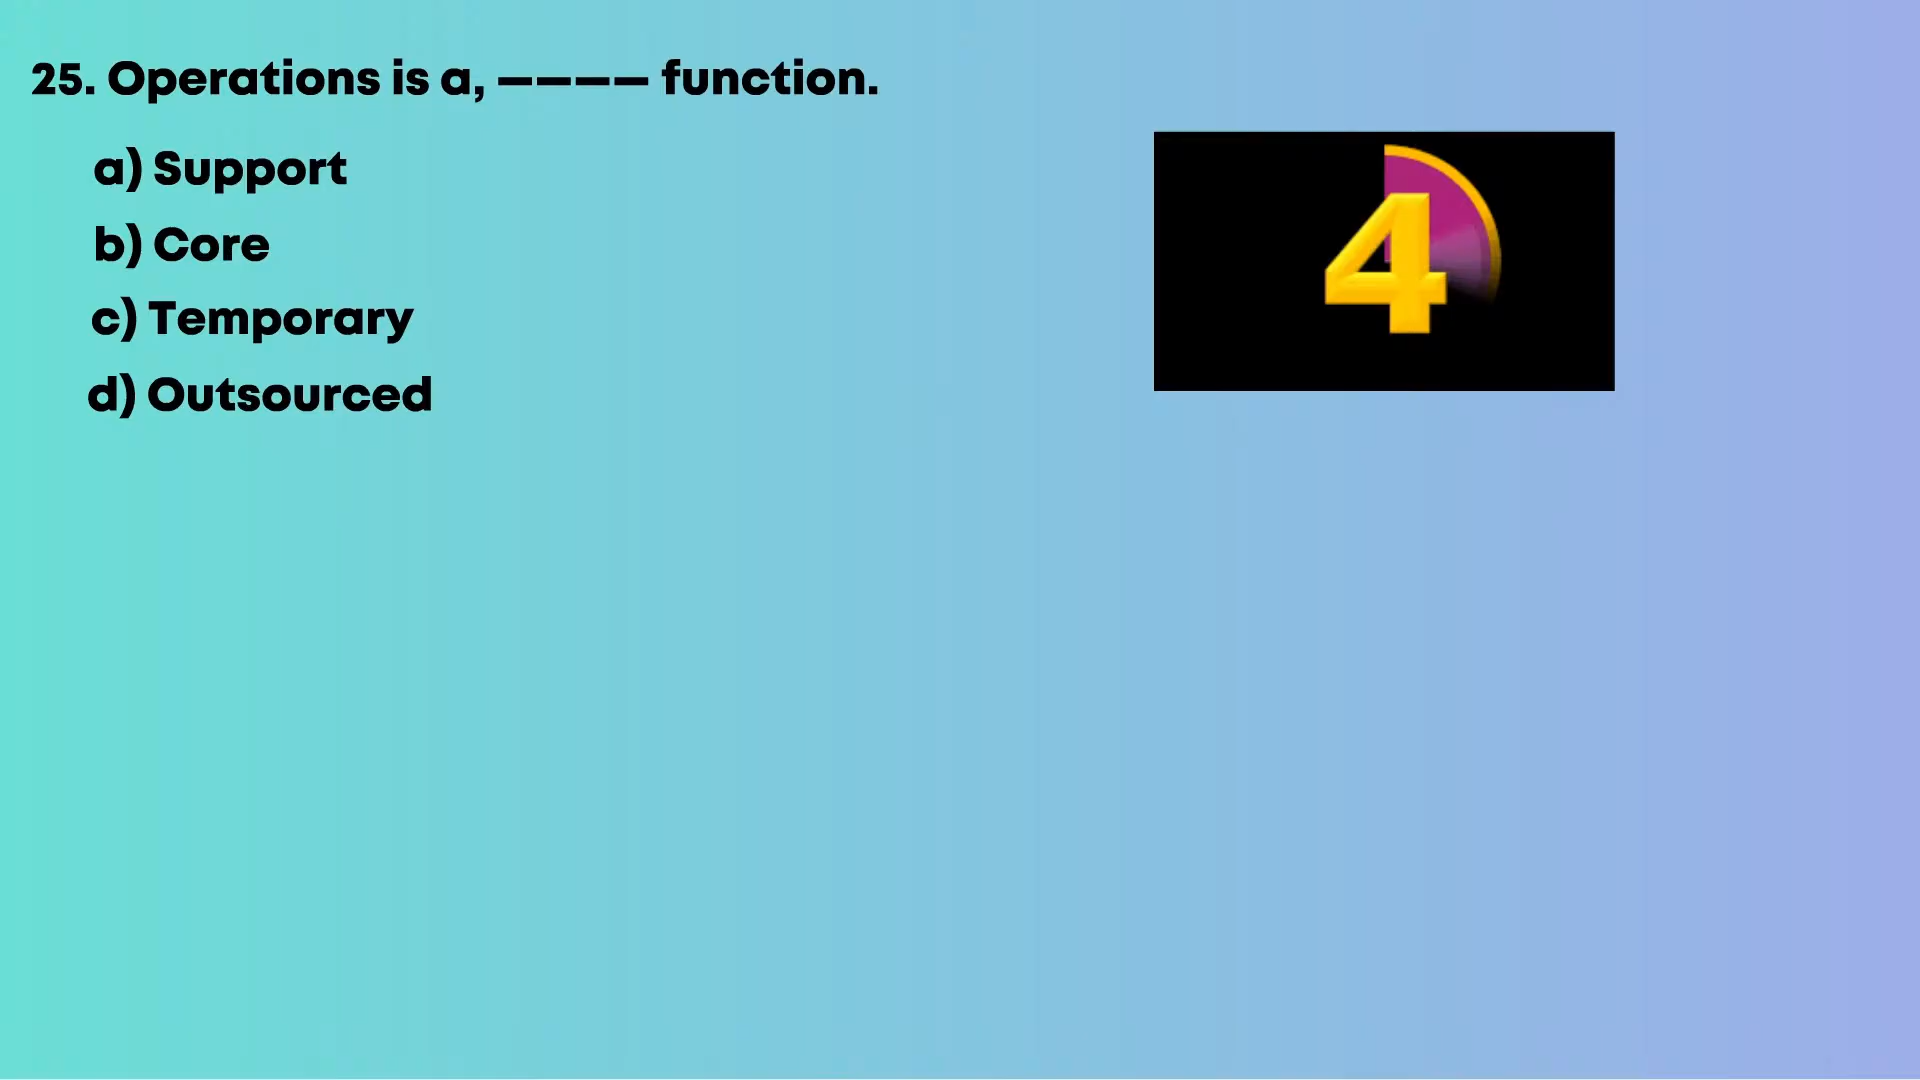 25. Operations is a, –––– function.
a) Support
b) Core
c) Temporary
d) Outsourced
4